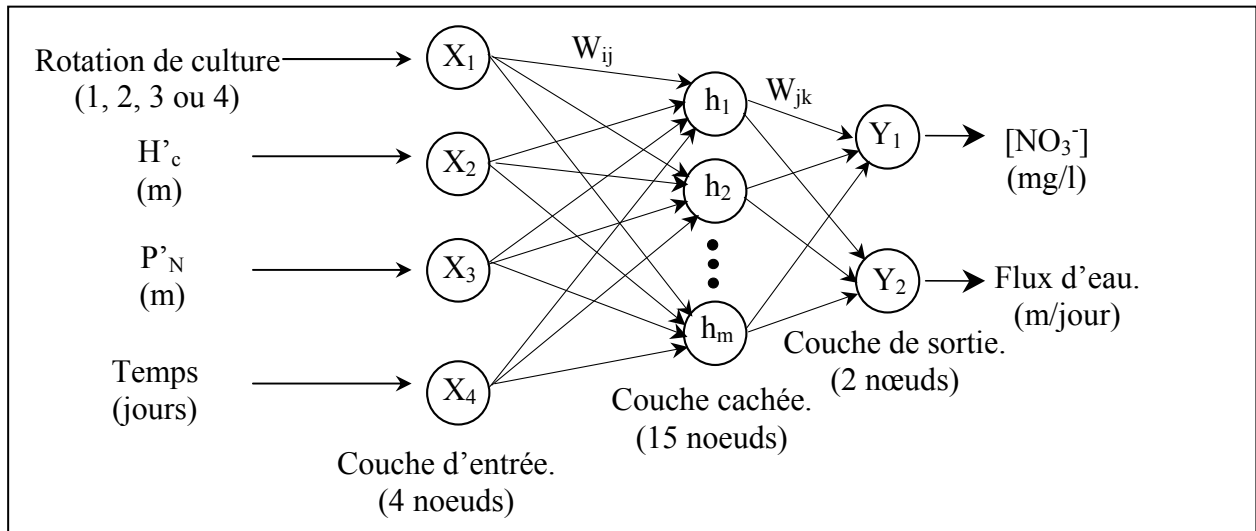 Rotation de culture
(1, 2, 3 ou 4)
H'c
(m)
P'N
(m)
Temps
(jours)
X1
X2
X3
X4
Couche d'entrée.
(4 noeuds)
Wij
h1
h2
hm
Couche cachée.
(15 noeuds)
Wjk
Y1
Y2
Couche de sortie.
(2 nœuds)
[NO3-]
(mg/l)
Flux d'eau.
(m/jour)